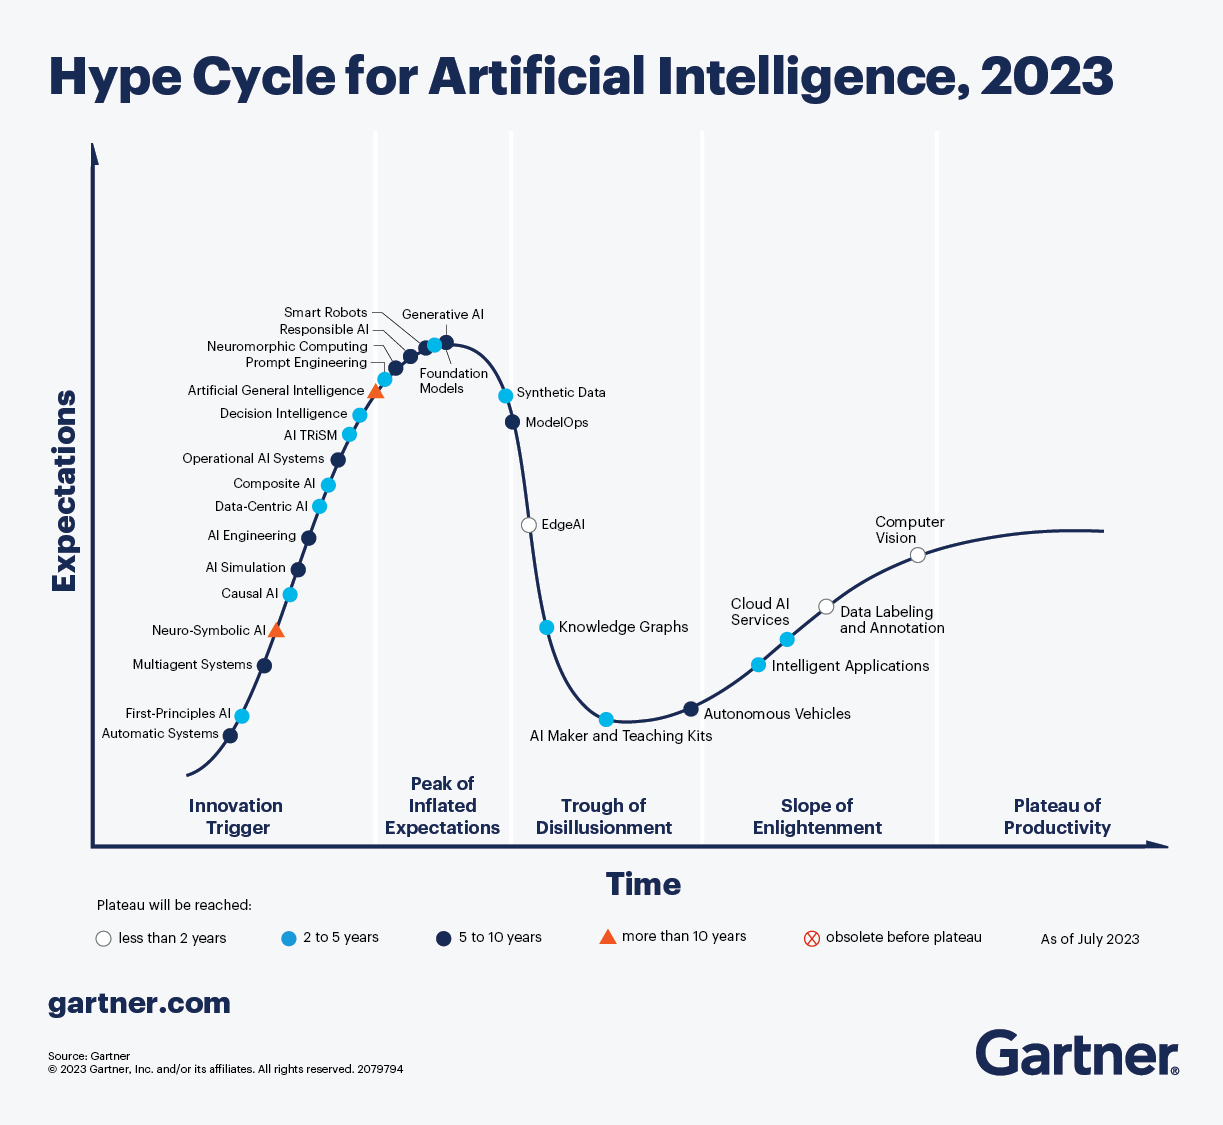 Hype Cycle for Artificial Intelligence, 2023
Expectations
Smart Robots
Responsible AI
Neuromorphic Computing
Prompt Engineering
Artificial General Intelligence
Decision Intelligence
AI TRiSM
Operational AI Systems
Composite AI
Data-Centric AI
AI Engineering
AI Simulation
Causal AI
Neuro-Symbolic AI
Multiagent Systems
First-Principles AI
Automatic Systems
Generative AI
Foundation
Models
Synthetic Data
ModelOps
EdgeAI
Knowledge Graphs
AI Maker and Teaching Kits
Autonomous Vehicles
Intelligent Applications
Cloud AI
Services
Data Labeling
and Annotation
Computer
Vision
Innovation
Trigger
Peak of
Inflated
Expectations
Trough of
Disillusionment
Slope of
Enlightenment
Plateau of
Productivity
Time
Plateau will be reached:
less than 2 years
2 to 5 years
5 to 10 years
more than 10 years
obsolete before plateau
As of July 2023
gartner.com
Source: Gartner
© 2023 Gartner, Inc. and/or its affiliates. All rights reserved. 2079794
Gartner®